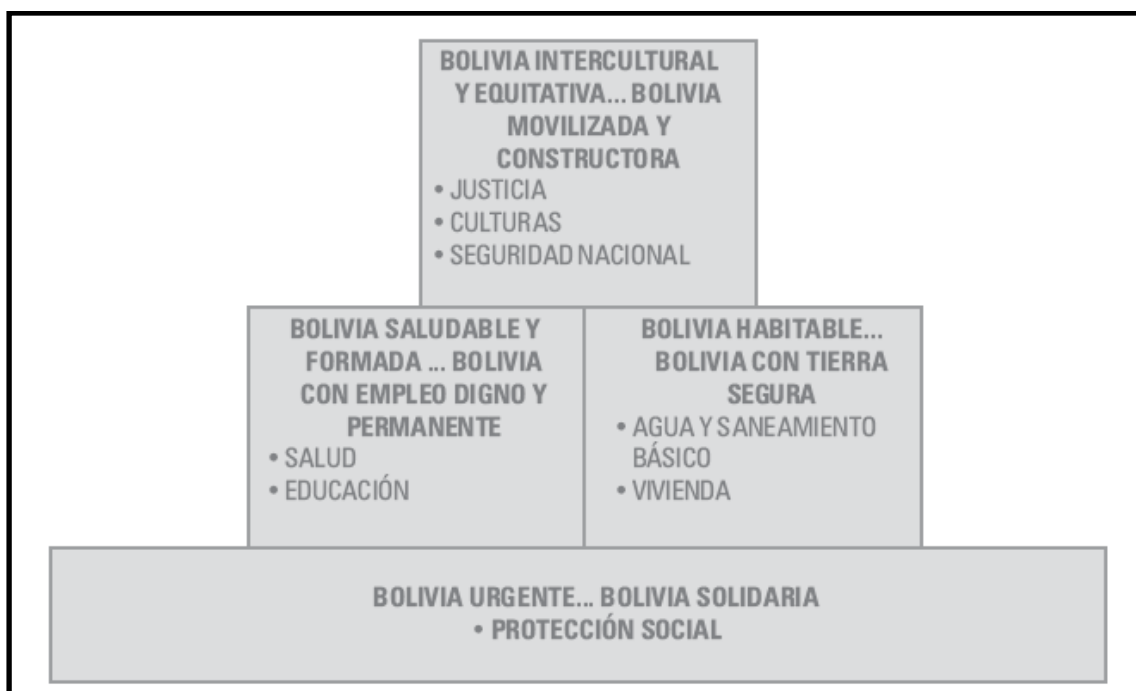 BOLIVIA INTERCULTURAL
Y EQUITATIVA... BOLIVIA
MOVILIZADA Y
CONSTRUCTORA
• JUSTICIA
• CULTURAS
• SEGURIDAD NACIONAL
BOLIVIA SALUDABLE Y
FORMADA ... BOLIVIA
CON EMPLEO DIGNO Y
PERMANENTE
• SALUD
• EDUCACIÓN
BOLIVIA HABITABLE...
BOLIVIA CON TIERRA
SEGURA
• AGUA Y SANEAMIENTO
BÁSICO
• VIVIENDA
BOLIVIA URGENTE... BOLIVIA SOLIDARIA
• PROTECCIÓN SOCIAL